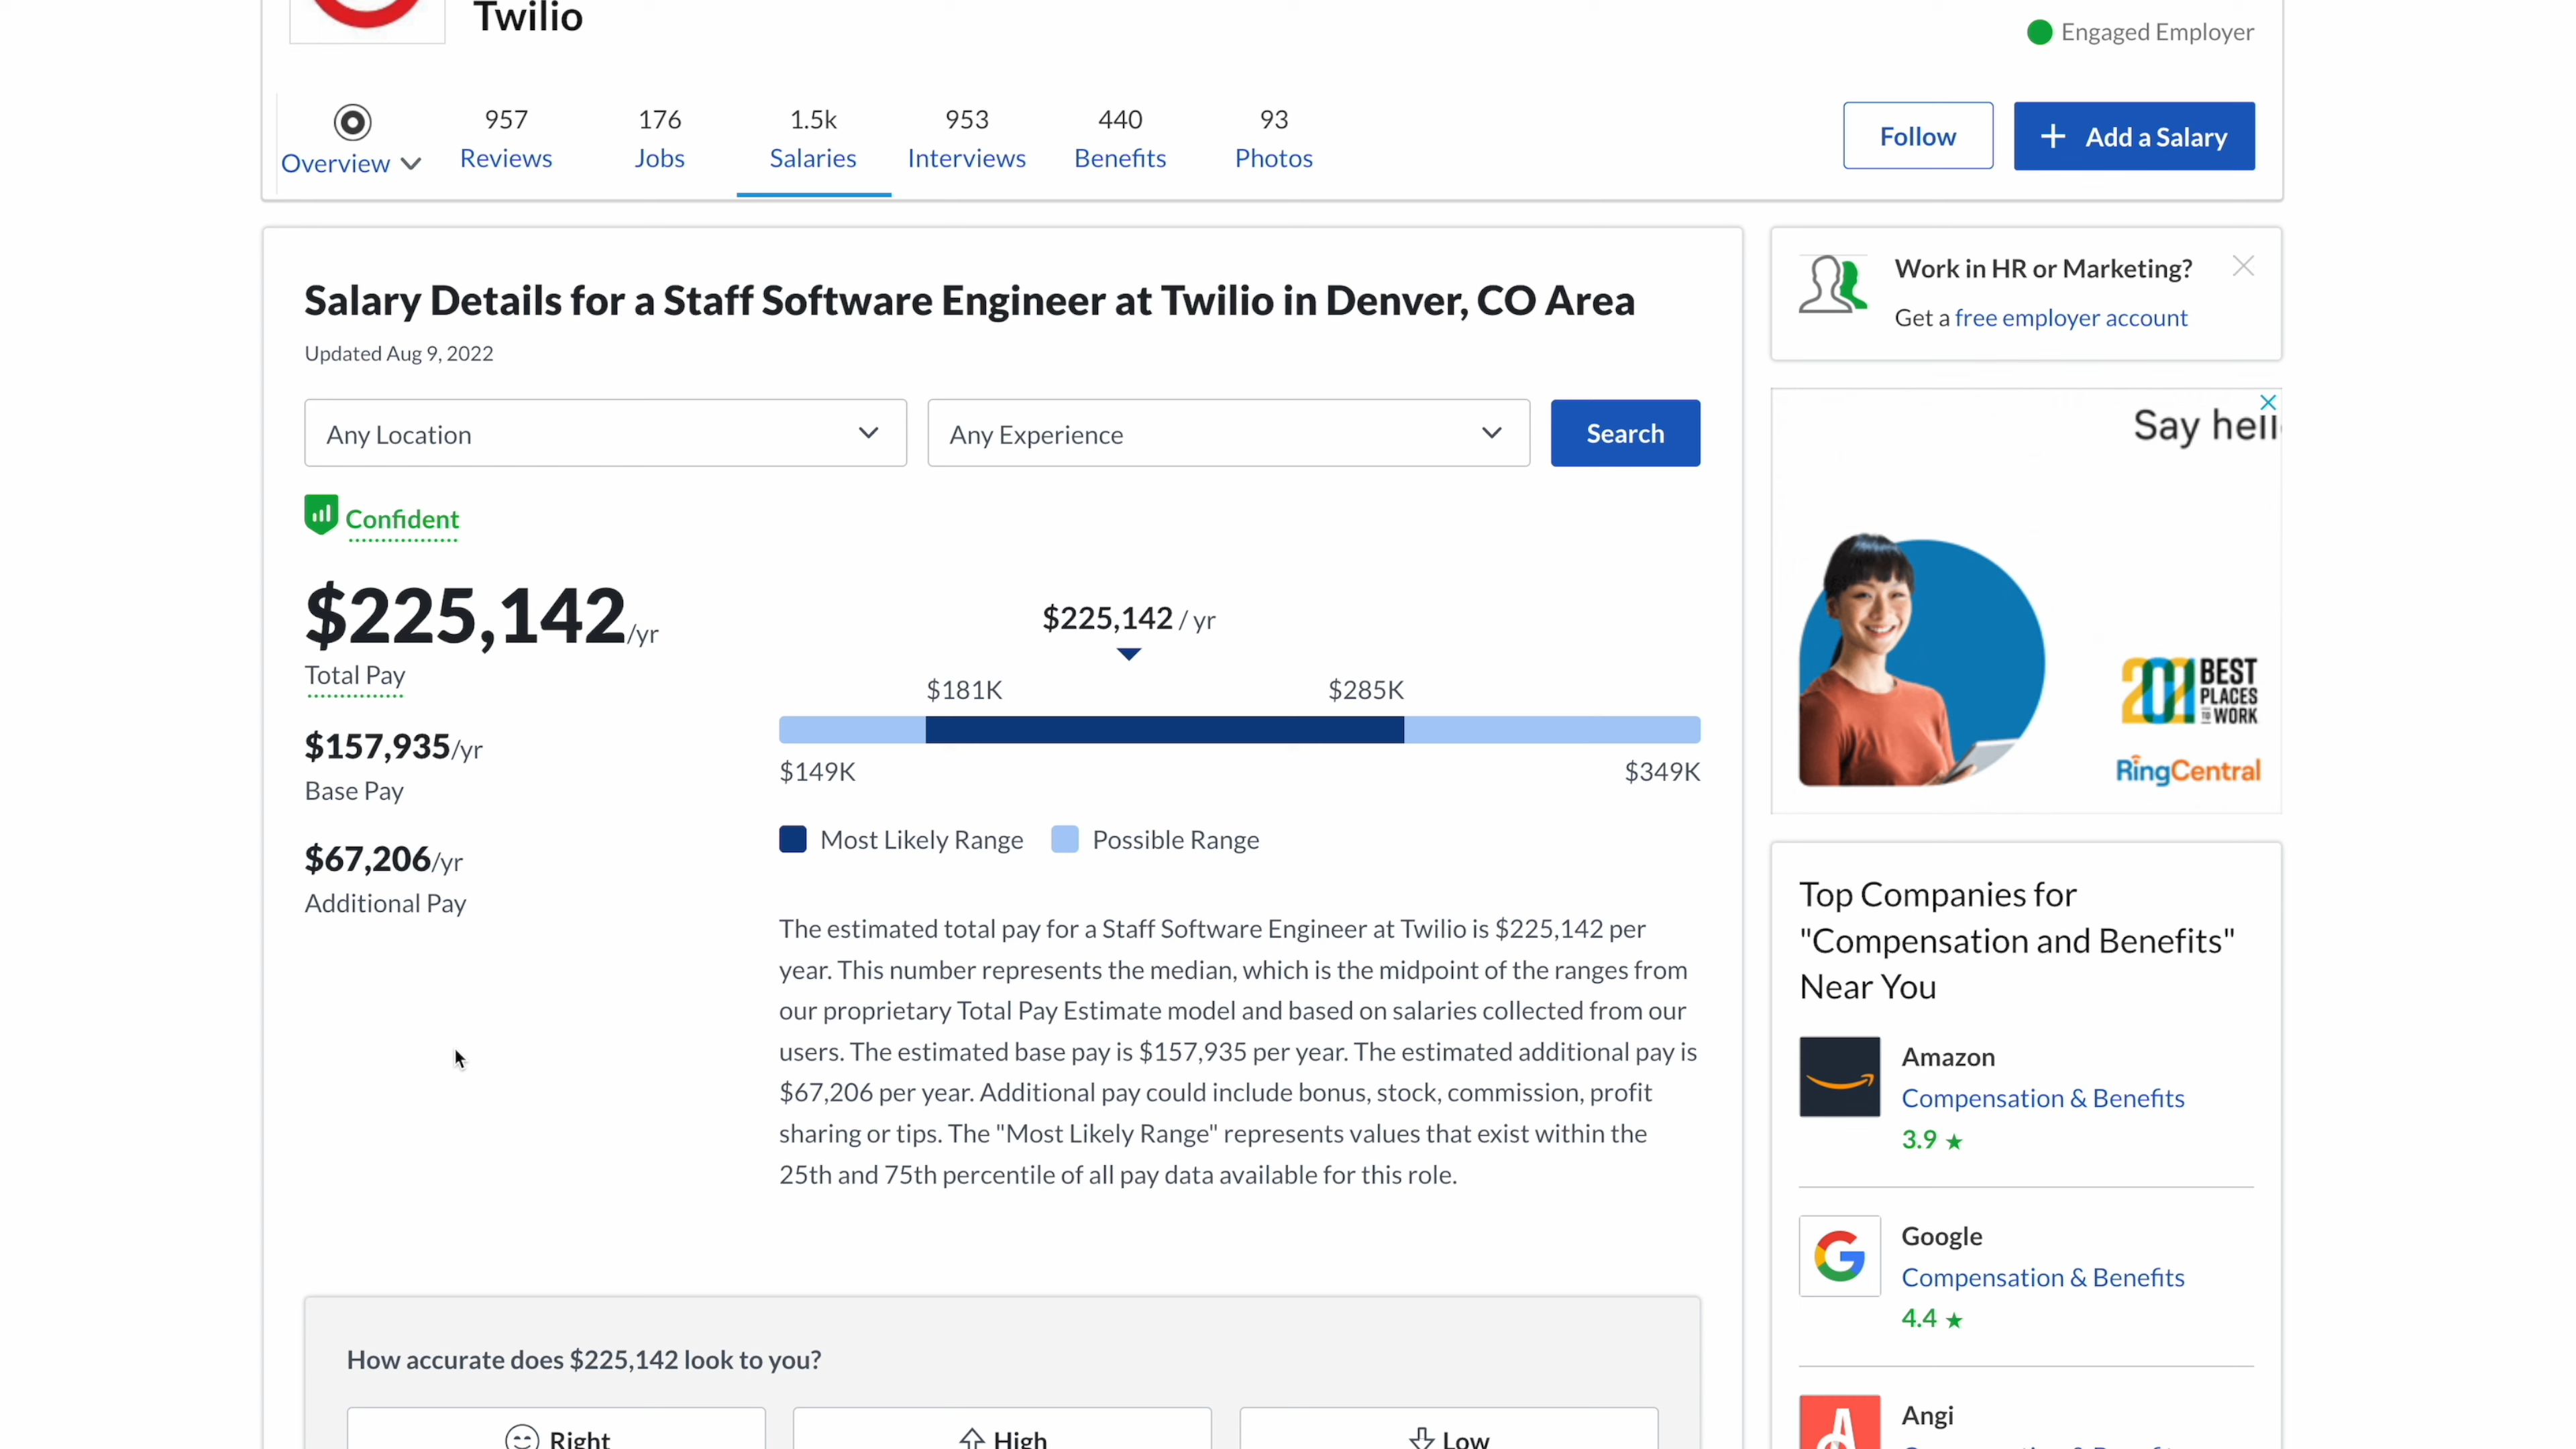 Twilio
Engaged Employer
957
176
1.5k
953
440
93
Overview
Reviews
Jobs
Salaries
Interviews
Benefits
Photos
Follow
+ Add a Salary
Salary Details for a Staff Software Engineer at Twilio in Denver, CO Area
Updated Aug 9, 2022
Any Location
Any Experience
Search
Confident
$225,142/yr
Total Pay
$157,935/yr
Base Pay
$67,206/yr
Additional Pay
$225,142 / yr
$181K
$285K
$149K
$349K
Most Likely Range
Possible Range
The estimated total pay for a Staff Software Engineer at Twilio is $225,142 per
year. This number represents the median, which is the midpoint of the ranges from
our proprietary Total Pay Estimate model and based on salaries collected from our
users. The estimated base pay is $157,935 per year. The estimated additional pay is
$67,206 per year. Additional pay could include bonus, stock, commission, profit
sharing or tips. The "Most Likely Range" represents values that exist within the
25th and 75th percentile of all pay data available for this role.
How accurate does $225,142 look to you?
Right
High
Low
Work in HR or Marketing?
Get a free employer account
Say
2021 BEST
PLACES
TO WORK
RingCentral
Top Companies for
"Compensation and Benefits"
Near You
Amazon
Compensation & Benefits
3.9 ★
Google
Compensation & Benefits
4.4 ★
Angi